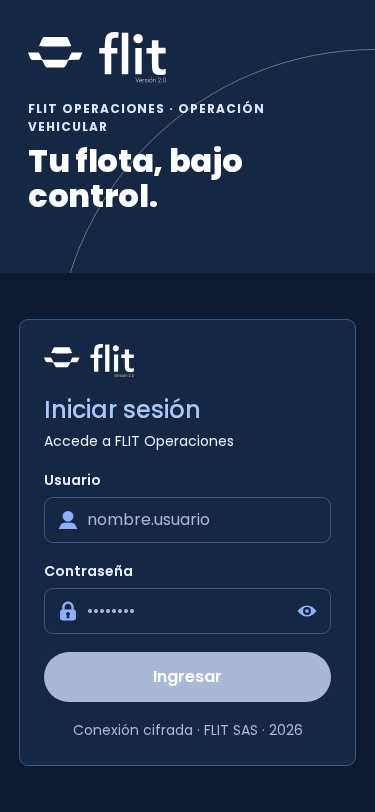 flit
Versión 2.0
FLIT OPERACIONES · OPERACIÓN
VEHICULAR
Tu flota, bajo
control.
flit
Versión 2.0
Iniciar sesión
Accede a FLIT Operaciones
Usuario
nombre.usuario
Contraseña
••••••••
Ingresar
Conexión cifrada · FLIT SAS · 2026